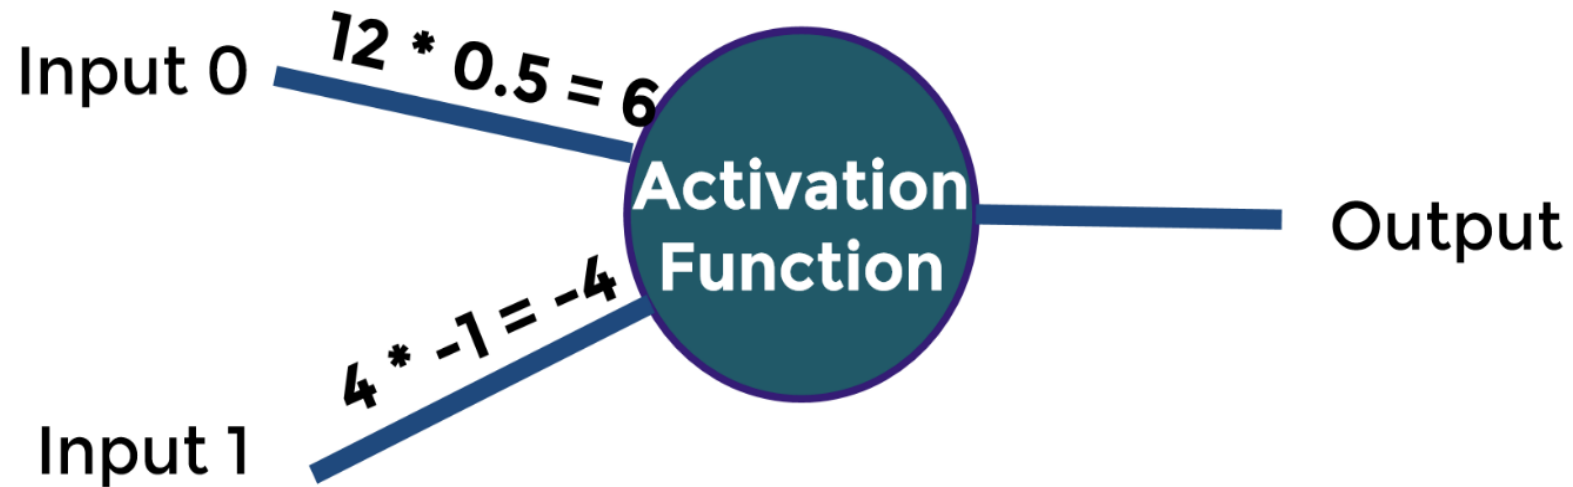 Input 0
12 * 0.5 = 6
Activation
Function
Output
4 * -1 = -4
Input 1